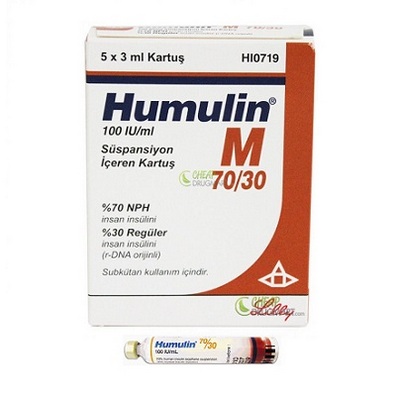 5 x 3 ml Kartuş HI0719
Humulin®
100 IU/ml
Süspansiyon
İçeren Kartuş
M
70/30
%70 NPH
insan insülini
%30 Regüler
insan insülini
(r-DNA orijinli)
Subkütan kullanım içindir.
CHEAP
Lilly
Humulin® 70/30
100 IU/mL